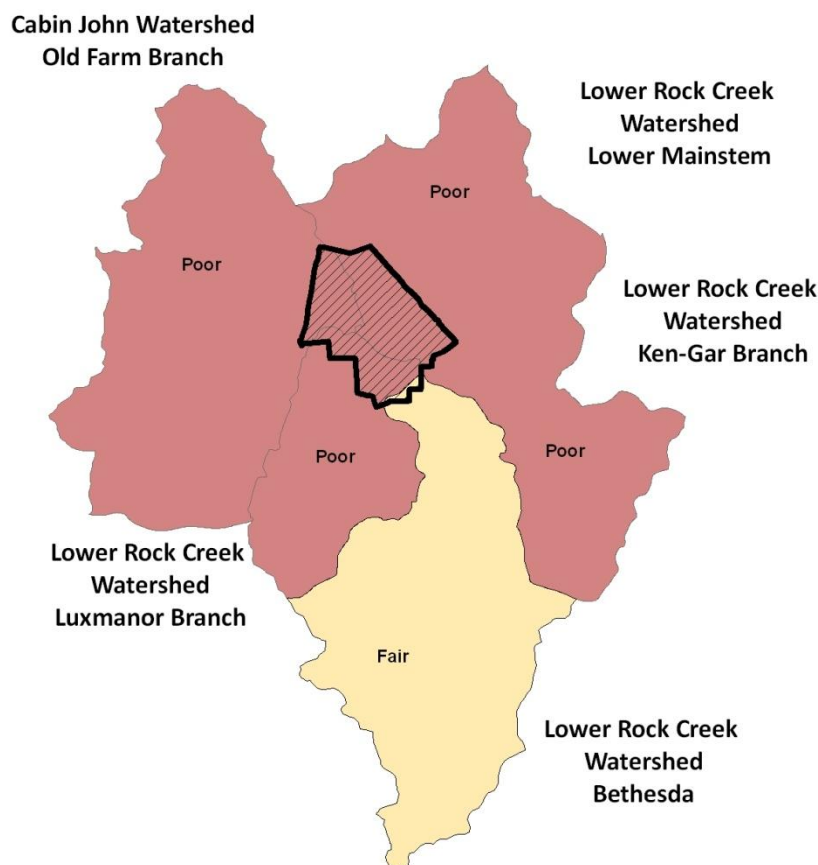 Cabin John Watershed
Old Farm Branch
Lower Rock Creek
Watershed
Lower Mainstem
Poor
Poor
Lower Rock Creek
Watershed
Ken-Gar Branch
Poor
Poor
Lower Rock Creek
Watershed
Luxmanor Branch
Fair
Lower Rock Creek
Watershed
Bethesda